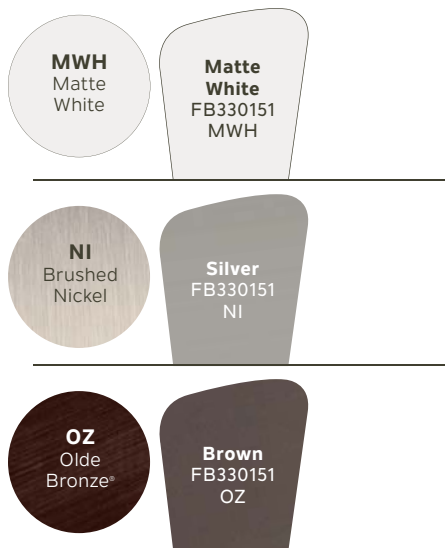 MWH
Matte
White
Matte
White
FB330151
MWH
NI
Brushed
Nickel
Silver
FB330151
NI
OZ
Olde
Bronze®
Brown
FB330151
OZ